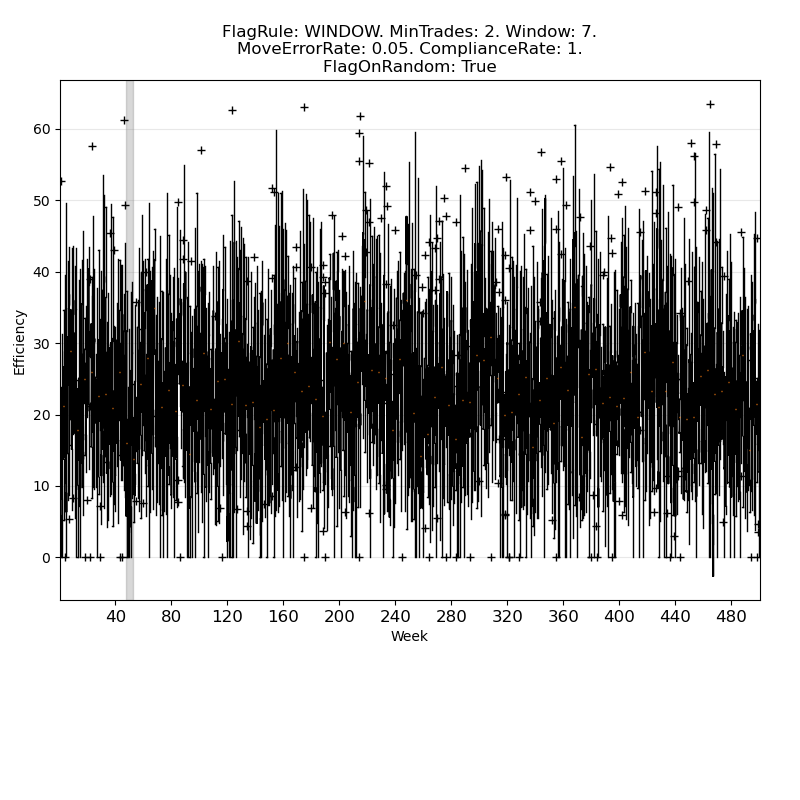 FlagRule: WINDOW. MinTrades: 2. Window: 7.
MoveErrorRate: 0.05. ComplianceRate: 1.
FlagOnRandom: True
Efficiency
60
50
40
30
20
10
0
40 80 120 160 200 240 280 320 360 400 440 480
Week